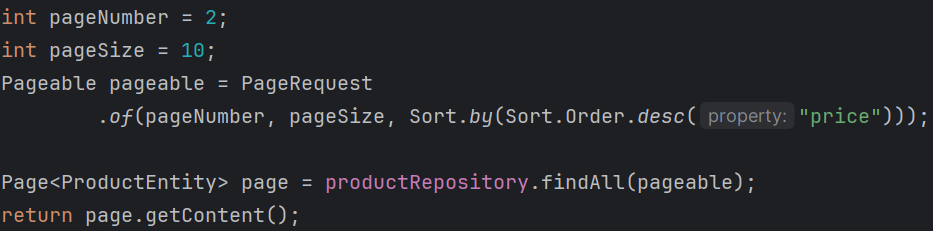 int pageNumber = 2;
int pageSize = 10;
Pageable pageable = PageRequest
.of(pageNumber, pageSize, Sort.by(Sort.Order.desc( property: "price")));
Page<ProductEntity> page = productRepository.findAll(pageable);
return page.getContent();